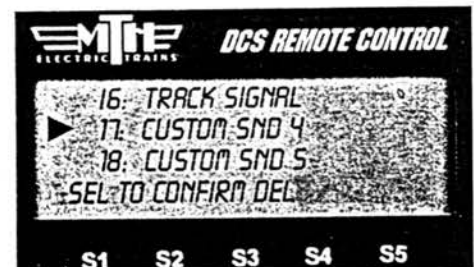 MTH
ELECTRIC TRAINS
DCS REMOTE CONTROL
16: TRACK SIGNAL
17: CUSTOM SND 4
18: CUSTOM SND 5
SEL TO CONFIRM DEL
S1 S2 S3 S4 S5